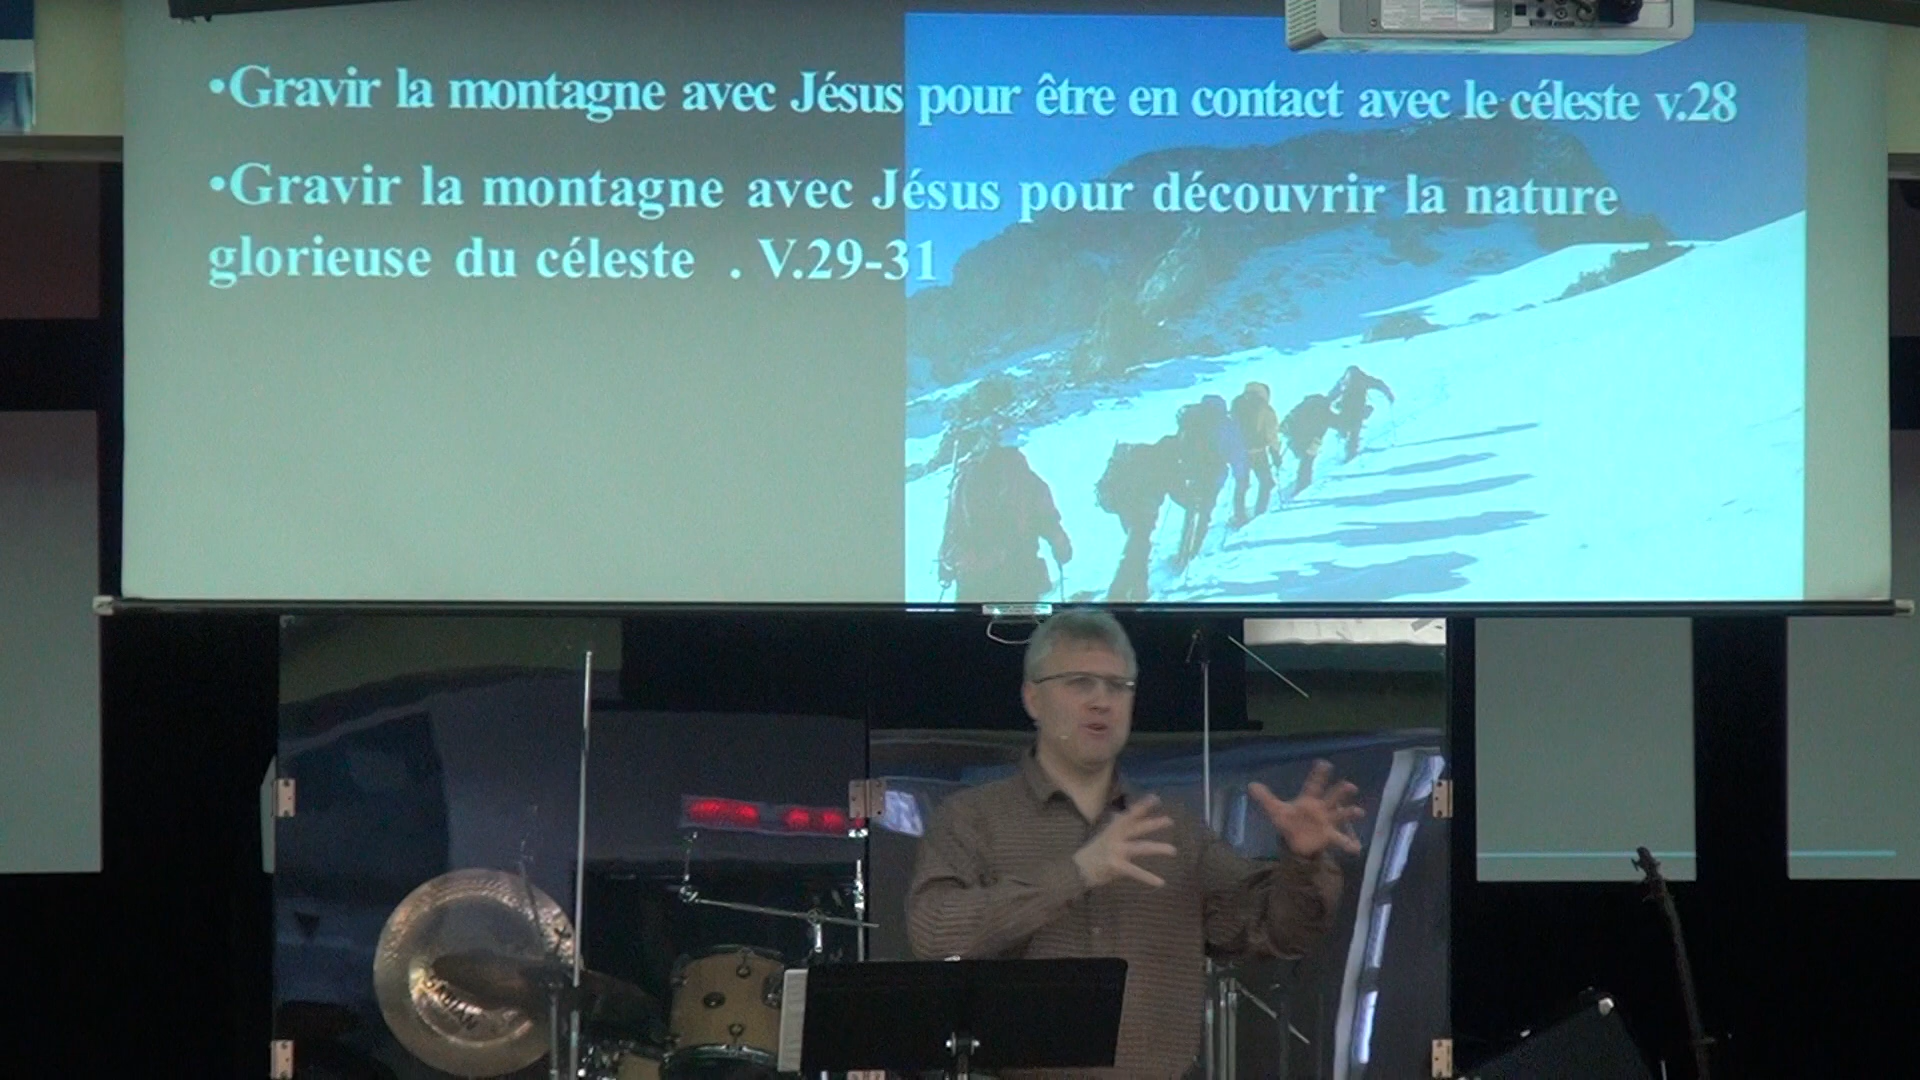 •Gravir la montagne avec Jésus pour être en contact avec le céleste v.28
•Gravir la montagne avec Jésus pour découvrir la nature
glorieuse du céleste . V.29-31